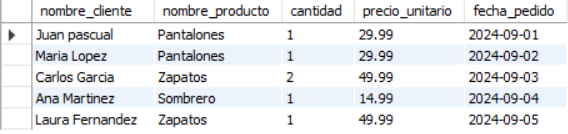 nombre_cliente nombre_producto cantidad precio_unitario fecha_pedido
Juan pascual Pantalones 1 29.99 2024-09-01
Maria Lopez Pantalones 1 29.99 2024-09-02
Carlos Garcia Zapatos 2 49.99 2024-09-03
Ana Martinez Sombrero 1 14.99 2024-09-04
Laura Fernandez Zapatos 1 49.99 2024-09-05